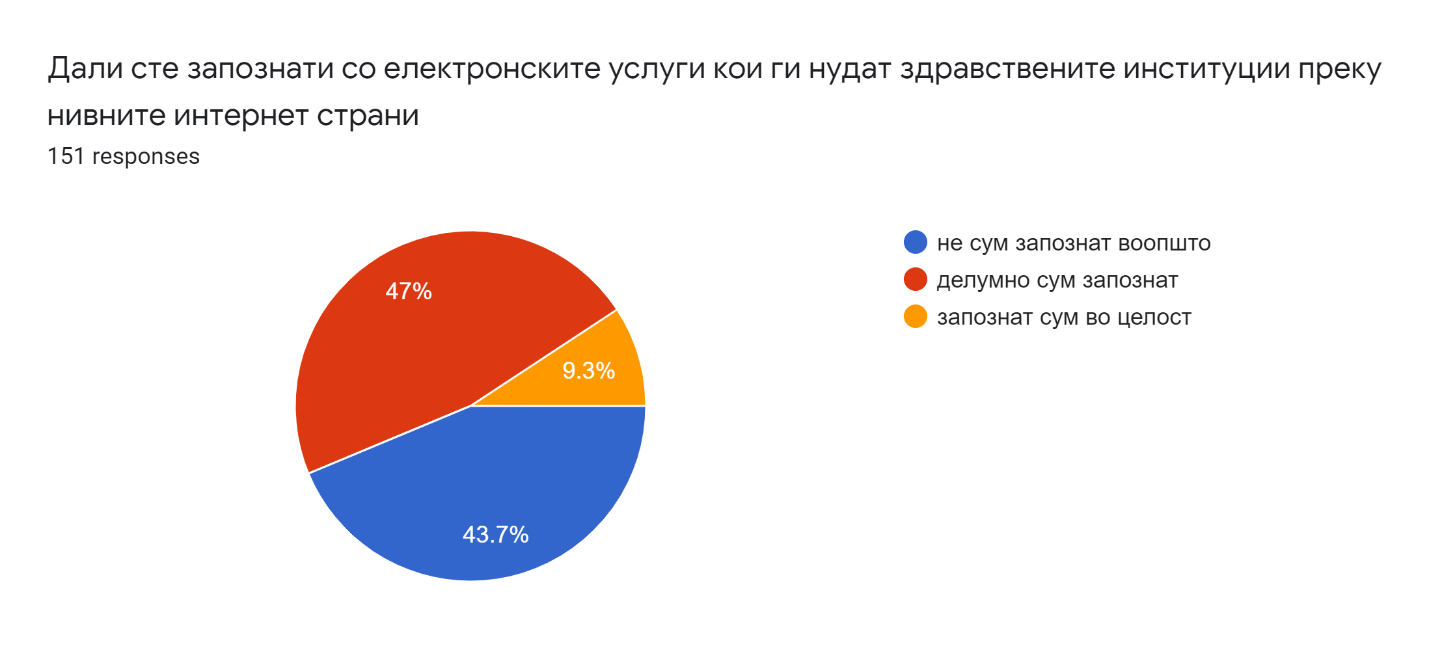 Дали сте запознати со електронските услуги кои ги нудат здравствените институции преку
нивните интернет страни
151 responses
не сум запознат воопшто
делумно сум запознат
запознат сум во целост
47%
9.3%
43.7%